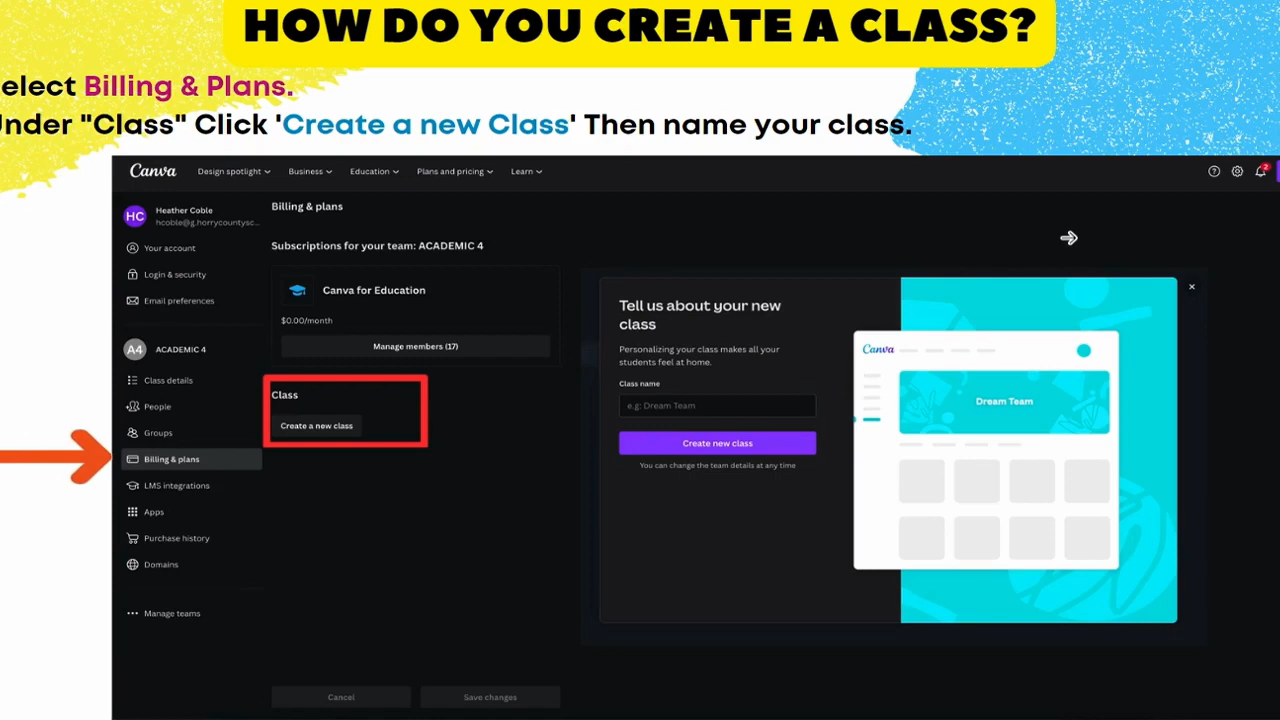 HOW DO YOU CREATE A CLASS?
elect Billing & Plans.
nder "Class" Click 'Create a new Class' Then name your class.
Canva
Design spotlight
Business
Education
Plans and pricing
Learn
2
HC
Heather Coble
hcoble@g.horrycountysc...
Your account
Login & security
Email preferences
A4
ACADEMIC 4
Class details
People
Groups
Billing & plans
LMS integrations
Apps
Purchase history
Domains
Manage teams
Billing & plans
Subscriptions for your team: ACADEMIC 4
Canva for Education
$0.00/month
Manage members (17)
Class
Create a new class
Cancel
Save changes
Tell us about your new
class
Personalizing your class makes all your
students feel at home.
Class name
e.g: Dream Team
Create new class
You can change the team details at any time
Canva
Dream Team